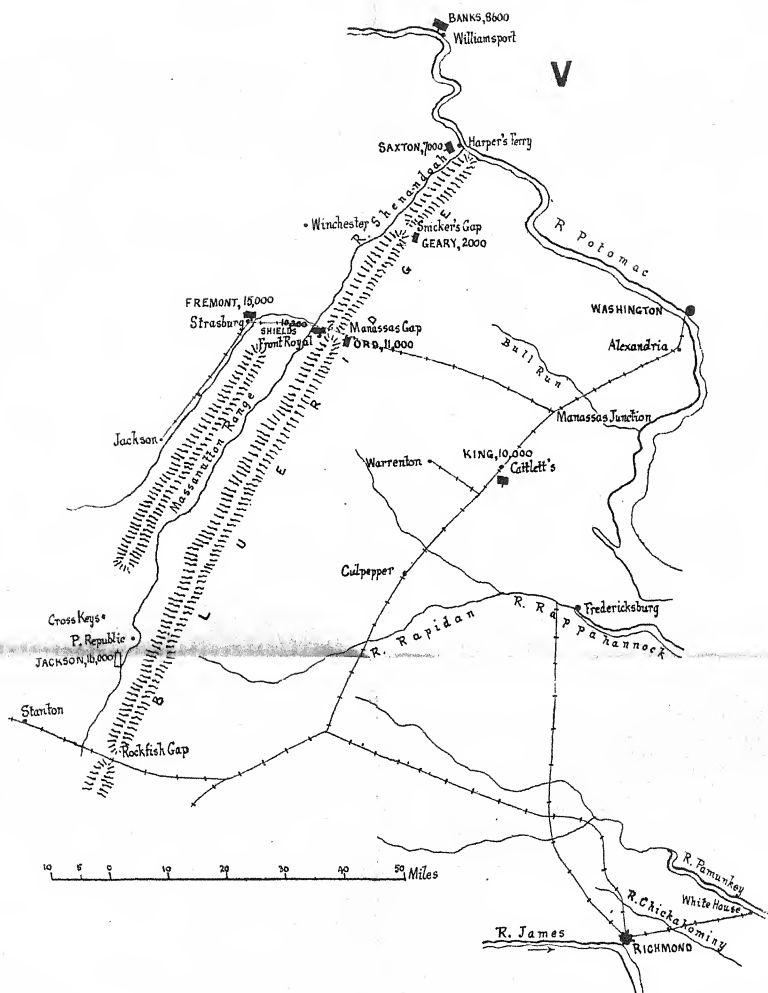 BANKS, 8600
Williamsport
V
SAXTON, 7000
Harper's Ferry
R. Shenandoah
Winchester
Snicker's Gap
GEARY, 2000
R Potomac
FREMONT, 15,000
Strasburg
SHIELDS
Front Royal
Manassas Gap
ORD, 11,000
WASHINGTON
Alexandria
Bull Run
Manassas Junction
Jackson
Massanutton Range
BLUE RIDGE
KING, 10,000
Cattlett's
Warrenton
Culpepper
Fredericksburg
R. Rapidan
R. Rappahannock
Cross Keys
P. Republic
JACKSON, 16,000
Stanton
Rockfish Gap
10 5 0 10 20 30 40 50 Miles
R. Pamunkey
White House
R. Chickahominy
R. James
RICHMOND